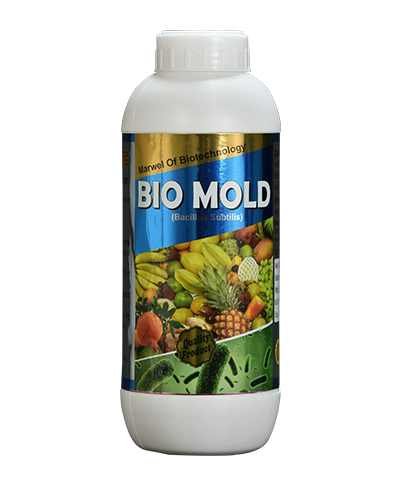 Marwel Of Biotechnology
BIO MOLD
(Bacillus Subtilis)
Quality
Product